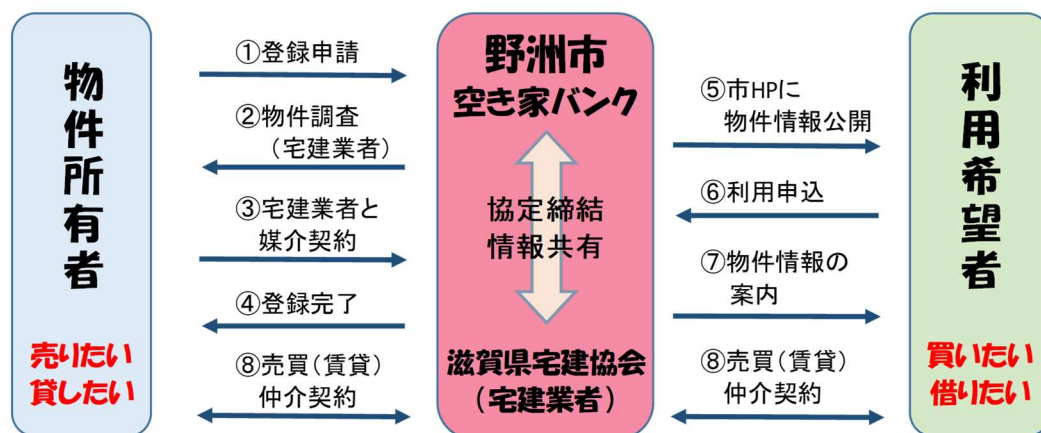 物件所有者
売りたい
貸したい
①登録申請
②物件調査
（宅建業者）
③宅建業者と
媒介契約
④登録完了
⑧売買（賃貸）
仲介契約
野洲市
空き家バンク
協定締結
情報共有
滋賀県宅建協会
（宅建業者）
⑤市HPに
物件情報公開
⑥利用申込
⑦物件情報の
案内
⑧売買（賃貸）
仲介契約
利用希望者
買いたい
借りたい